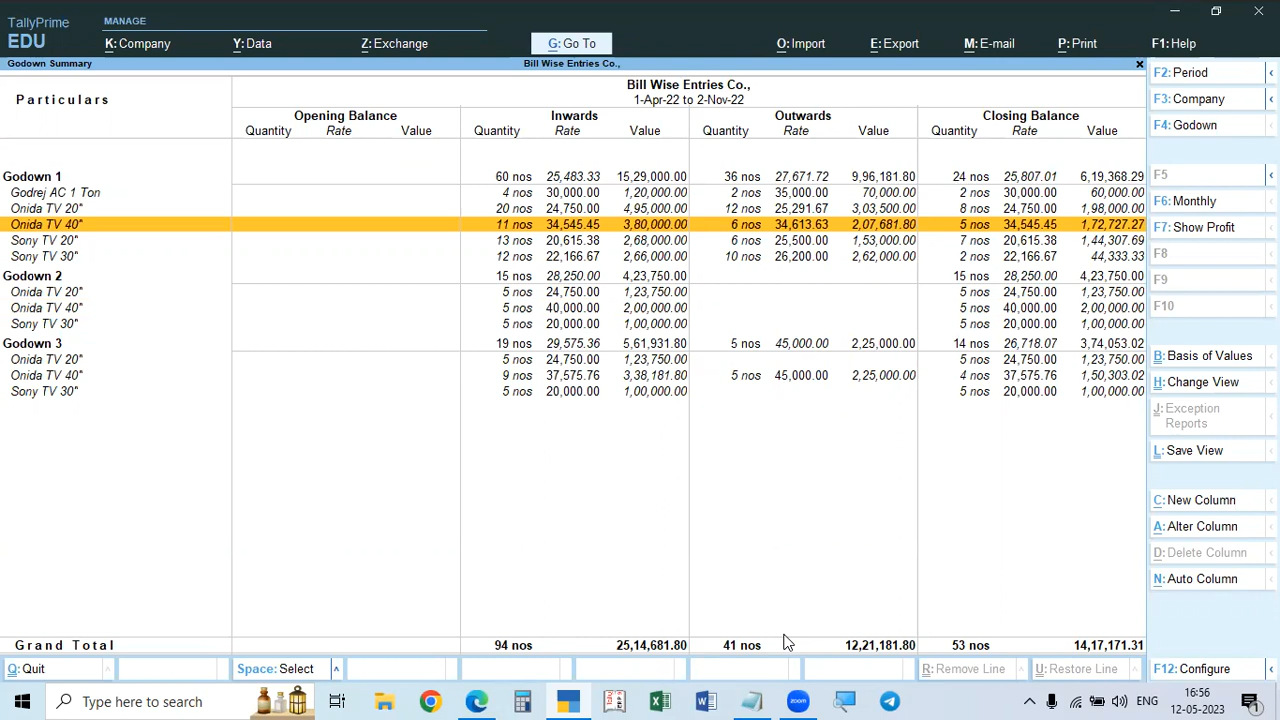 TallyPrime
EDU
MANAGE
K: Company Y: Data Z: Exchange G: Go To O: Import E: Export M: E-mail P: Print F1: Help
Godown Summary Bill Wise Entries Co.,
Bill Wise Entries Co.,
Particulars 1-Apr-22 to 2-Nov-22
Opening Balance Inwards Outwards Closing Balance
Quantity Rate Value Quantity Rate Value Quantity Rate Value Quantity Rate Value
Godown 1 60 nos 25,483.33 15,29,000.00 36 nos 27,671.72 9,96,181.80 24 nos 25,807.01 6,19,368.29
Godrej AC 1 Ton 4 nos 30,000.00 1,20,000.00 2 nos 35,000.00 70,000.00 2 nos 30,000.00 60,000.00
Onida TV 20" 20 nos 24,750.00 4,95,000.00 12 nos 25,291.67 3,03,500.00 8 nos 24,750.00 1,98,000.00
Onida TV 40" 11 nos 34,545.45 3,80,000.00 6 nos 34,613.63 2,07,681.80 5 nos 34,545.45 1,72,727.27
Sony TV 20" 13 nos 20,615.38 2,68,000.00 6 nos 25,500.00 1,53,000.00 7 nos 20,615.38 1,44,307.69
Sony TV 30" 12 nos 22,166.67 2,66,000.00 10 nos 26,200.00 2,62,000.00 2 nos 22,166.67 44,333.33
Godown 2 15 nos 28,250.00 4,23,750.00 15 nos 28,250.00 4,23,750.00
Onida TV 20" 5 nos 24,750.00 1,23,750.00 5 nos 24,750.00 1,23,750.00
Onida TV 40" 5 nos 40,000.00 2,00,000.00 5 nos 40,000.00 2,00,000.00
Sony TV 30" 5 nos 20,000.00 1,00,000.00 5 nos 20,000.00 1,00,000.00
Godown 3 19 nos 29,575.36 5,61,931.80 5 nos 45,000.00 2,25,000.00 14 nos 26,718.07 3,74,053.02
Onida TV 20" 5 nos 24,750.00 1,23,750.00 5 nos 24,750.00 1,23,750.00
Onida TV 40" 9 nos 37,575.76 3,38,181.80 5 nos 45,000.00 2,25,000.00 4 nos 37,575.76 1,50,303.02
Sony TV 30" 5 nos 20,000.00 1,00,000.00 5 nos 20,000.00 1,00,000.00
Grand Total 94 nos 25,14,681.80 41 nos 12,21,181.80 53 nos 14,17,171.31
F2: Period
F3: Company
F4: Godown
F5
F6: Monthly
F7: Show Profit
F8
F9
F10
B: Basis of Values
H: Change View
J: Exception
Reports
L: Save View
C: New Column
A: Alter Column
D: Delete Column
N: Auto Column
Q: Quit Space: Select R: Remove Line U: Restore Line F12: Configure
Type here to search zoom ENG 16:56
12-05-2023 1